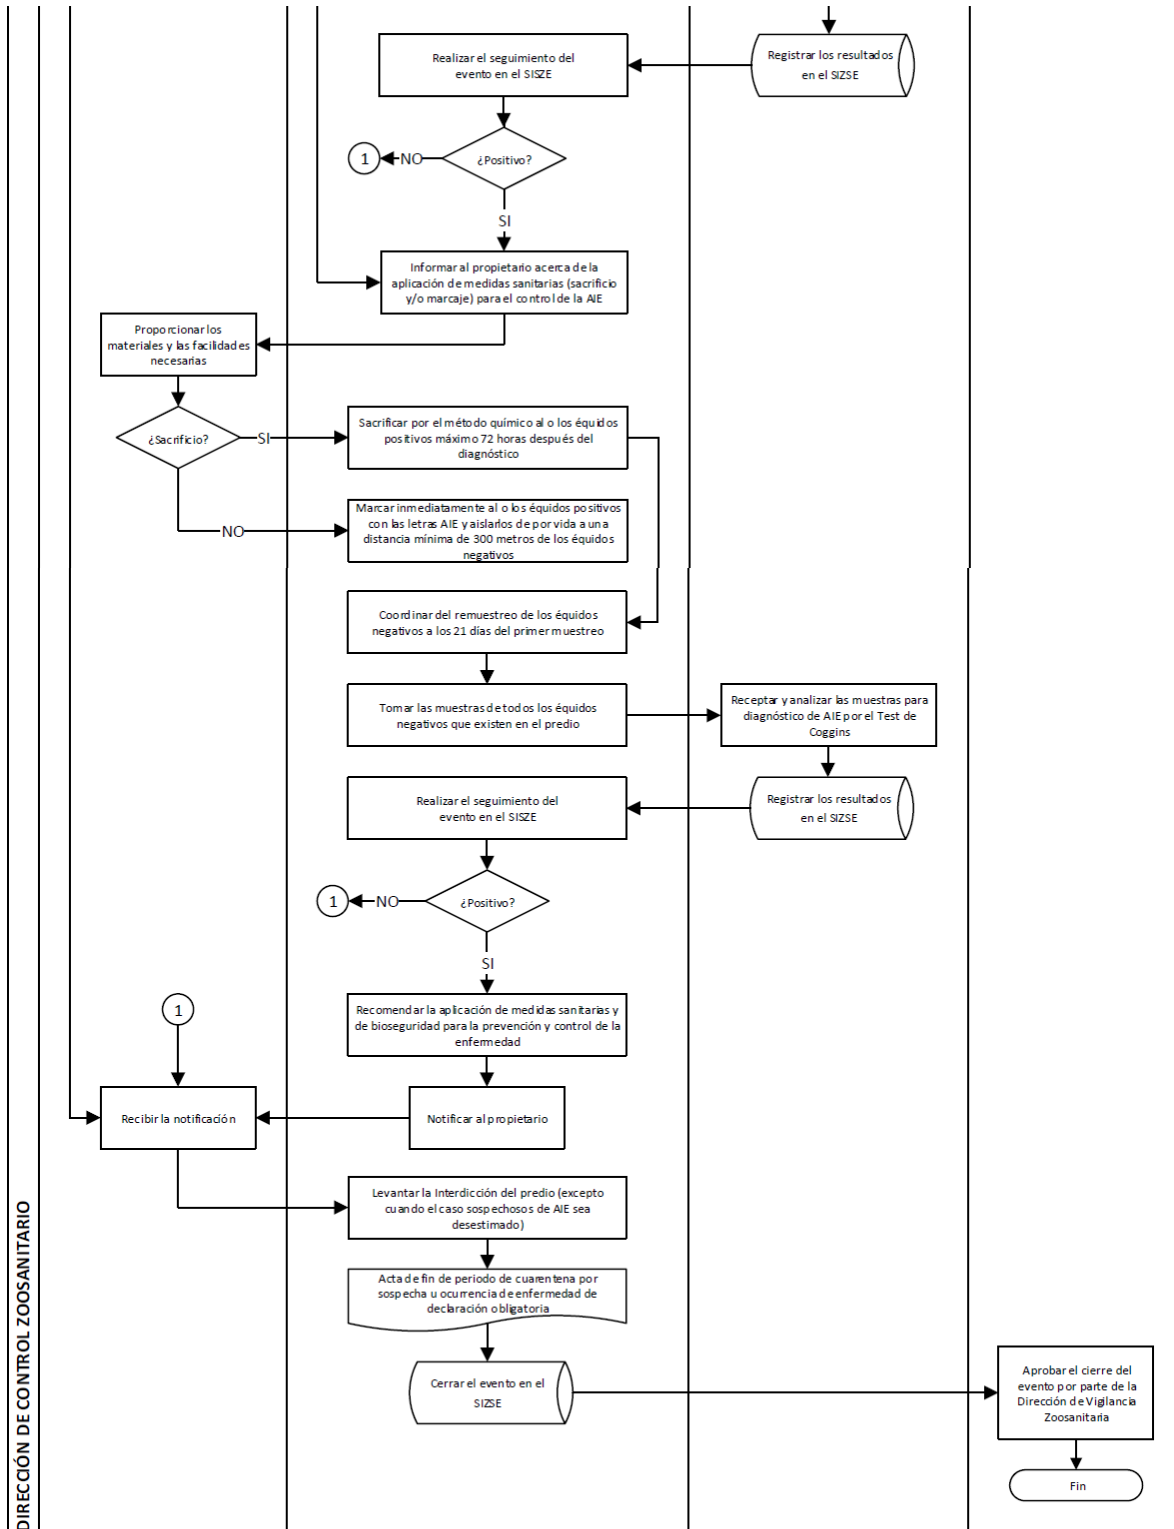 Realizar el seguimiento del
evento en el SISZE
Registrar los resultados
en el SIZSE
¿Positivo?
NO
1
SI
Informar al propietario acerca de la
aplicación de medidas sanitarias (sacrificio
y/o marcaje) para el control de la AIE
Proporcionar los
materiales y las facilidades
necesarias
¿Sacrificio?
SI
Sacrificar por el método químico al o los équidos
positivos máximo 72 horas después del
diagnóstico
NO
Marcar inmediatamente al o los équidos positivos
con las letras AIE y aislarlos de por vida a una
distancia mínima de 300 metros de los équidos
negativos
Coordinar del remuestreo de los équidos
negativos a los 21 días del primer muestreo
Tomar las muestras de todos los équidos
negativos que existen en el predio
Receptar y analizar las muestras para
diagnóstico de AIE por el Test de
Coggins
Realizar el seguimiento del
evento en el SISZE
Registrar los resultados
en el SIZSE
¿Positivo?
NO
1
SI
Recomendar la aplicación de medidas sanitarias y
de bioseguridad para la prevención y control de la
enfermedad
1
Recibir la notificación
Notificar al propietario
Levantar la Interdicción del predio (excepto
cuando el caso sospechosos de AIE sea
desestimado)
Acta de fin de periodo de cuarentena por
sospecha u ocurrencia de enfermedad de
declaración obligatoria
Cerrar el evento en el
SIZSE
Aprobar el cierre del
evento por parte de la
Dirección de Vigilancia
Zoosanitaria
Fin
DIRECCIÓN DE CONTROL ZOOSANITARIO